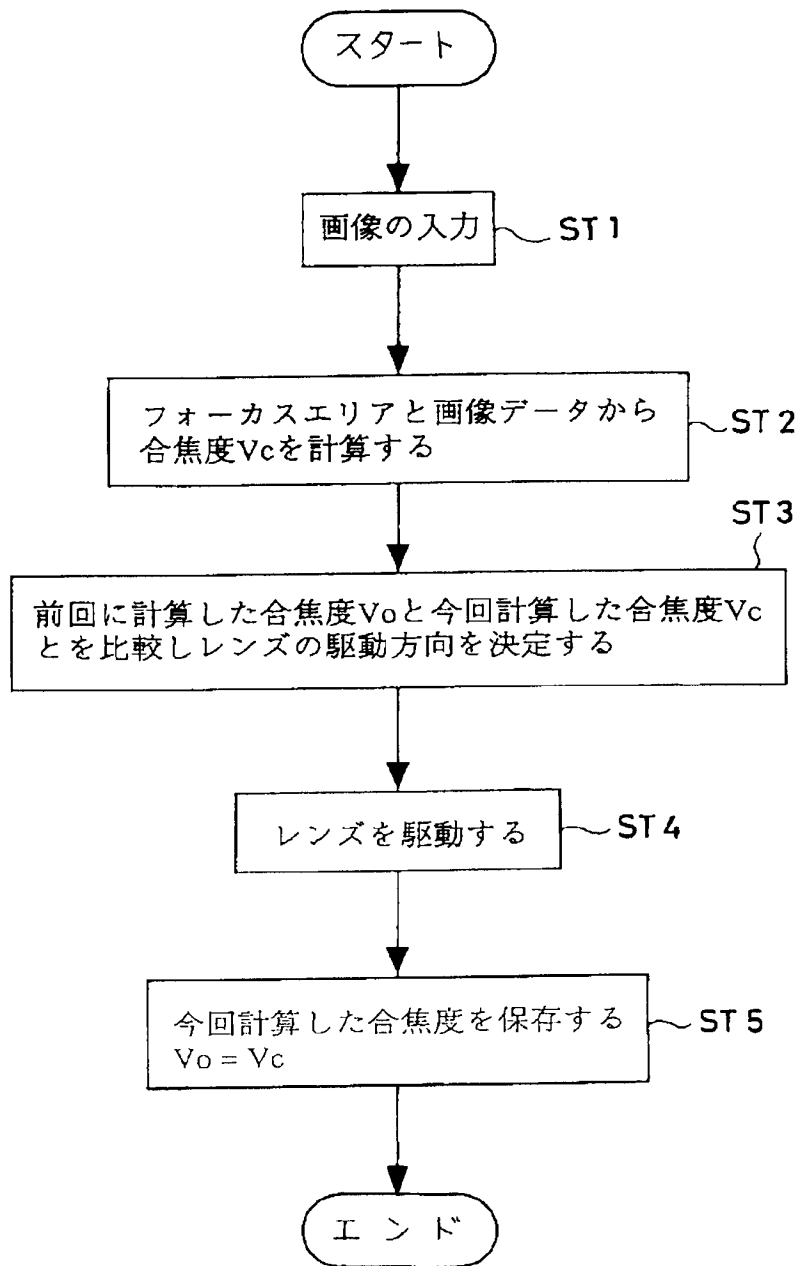 スタート
画像の入力
ST1
フォーカスエリアと画像データから
合焦度Vcを計算する
ST2
ST3
前回に計算した合焦度Voと今回計算した合焦度Vc
とを比較しレンズの駆動方向を決定する
レンズを駆動する
ST4
今回計算した合焦度を保存する
Vo = Vc
ST5
エンド